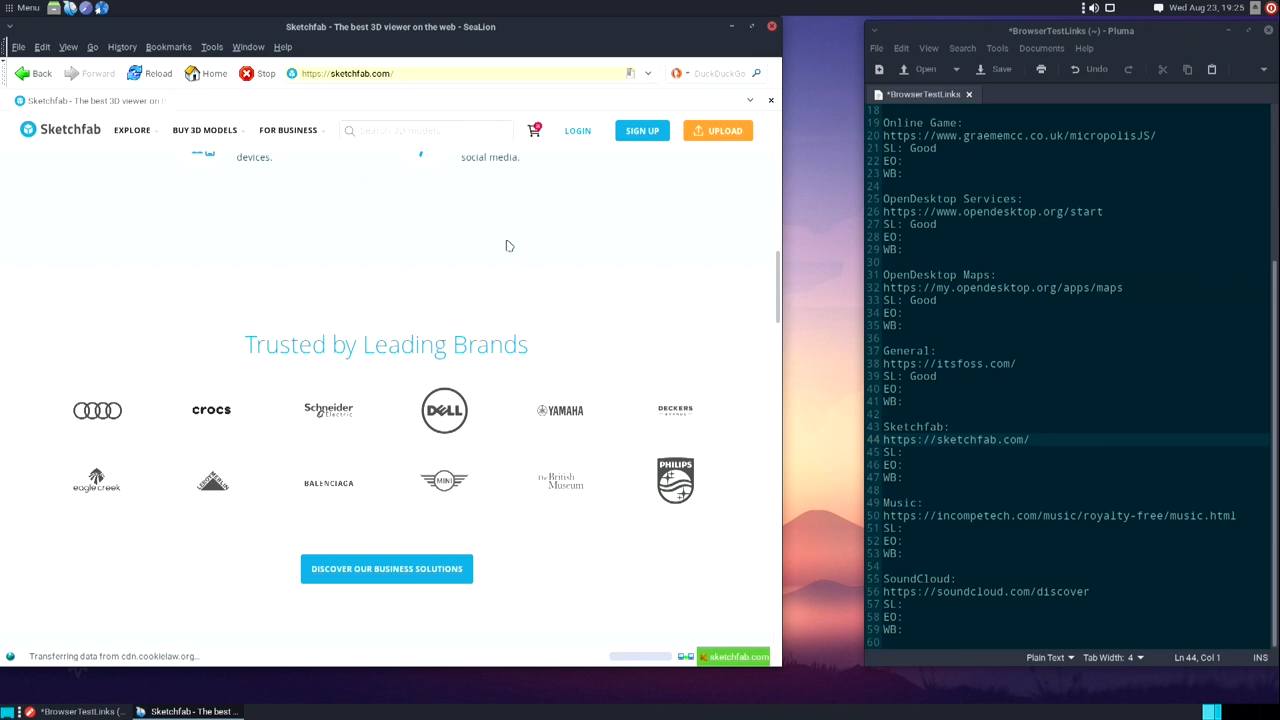 Menu
Wed Aug 23, 19:25
Sketchfab - The best 3D viewer on the web - SeaLion
File Edit View Go History Bookmarks Tools Window Help
Back Forward Reload Home Stop https://sketchfab.com/ DuckDuckGo
Sketchfab - The best 3D viewer on t
Sketchfab EXPLORE BUY 3D MODELS FOR BUSINESS Search 3D models LOGIN SIGN UP UPLOAD
devices. social media.
Trusted by Leading Brands
crocs Schneider Electric DELL YAMAHA DECKERS BRANDS
eagle creek LEROY MERLIN BALENCIAGA MINI The British Museum PHILIPS
DISCOVER OUR BUSINESS SOLUTIONS
Transferring data from cdn.cookielaw.org...
sketchfab.com
*BrowserTestLinks (~) - Pluma
File Edit View Search Tools Documents Help
Open Save Undo
*BrowserTestLinks
18
19 Online Game:
20 https://www.graememcc.co.uk/micropolisJS/
21 SL: Good
22 EO:
23 WB:
24
25 OpenDesktop Services:
26 https://www.opendesktop.org/start
27 SL: Good
28 EO:
29 WB:
30
31 OpenDesktop Maps:
32 https://my.opendesktop.org/apps/maps
33 SL: Good
34 EO:
35 WB:
36
37 General:
38 https://itsfoss.com/
39 SL: Good
40 EO:
41 WB:
42
43 Sketchfab:
44 https://sketchfab.com/
45 SL:
46 EO:
47 WB:
48
49 Music:
50 https://incompetech.com/music/royalty-free/music.html
51 SL:
52 EO:
53 WB:
54
55 SoundCloud:
56 https://soundcloud.com/discover
57 SL:
58 EO:
59 WB:
60
Plain Text Tab Width: 4 Ln 44, Col 1 INS
*BrowserTestLinks (... Sketchfab - The best ...